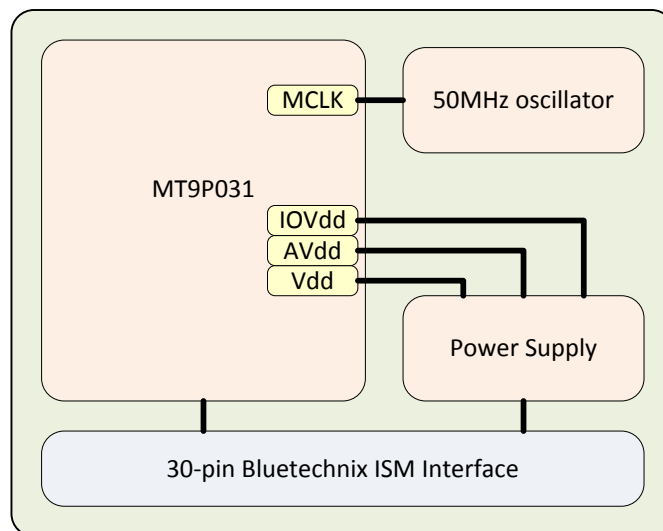 MCLK
50MHz oscillator
MT9P031
IOVdd
AVdd
Vdd
Power Supply
30-pin Bluetechnix ISM Interface